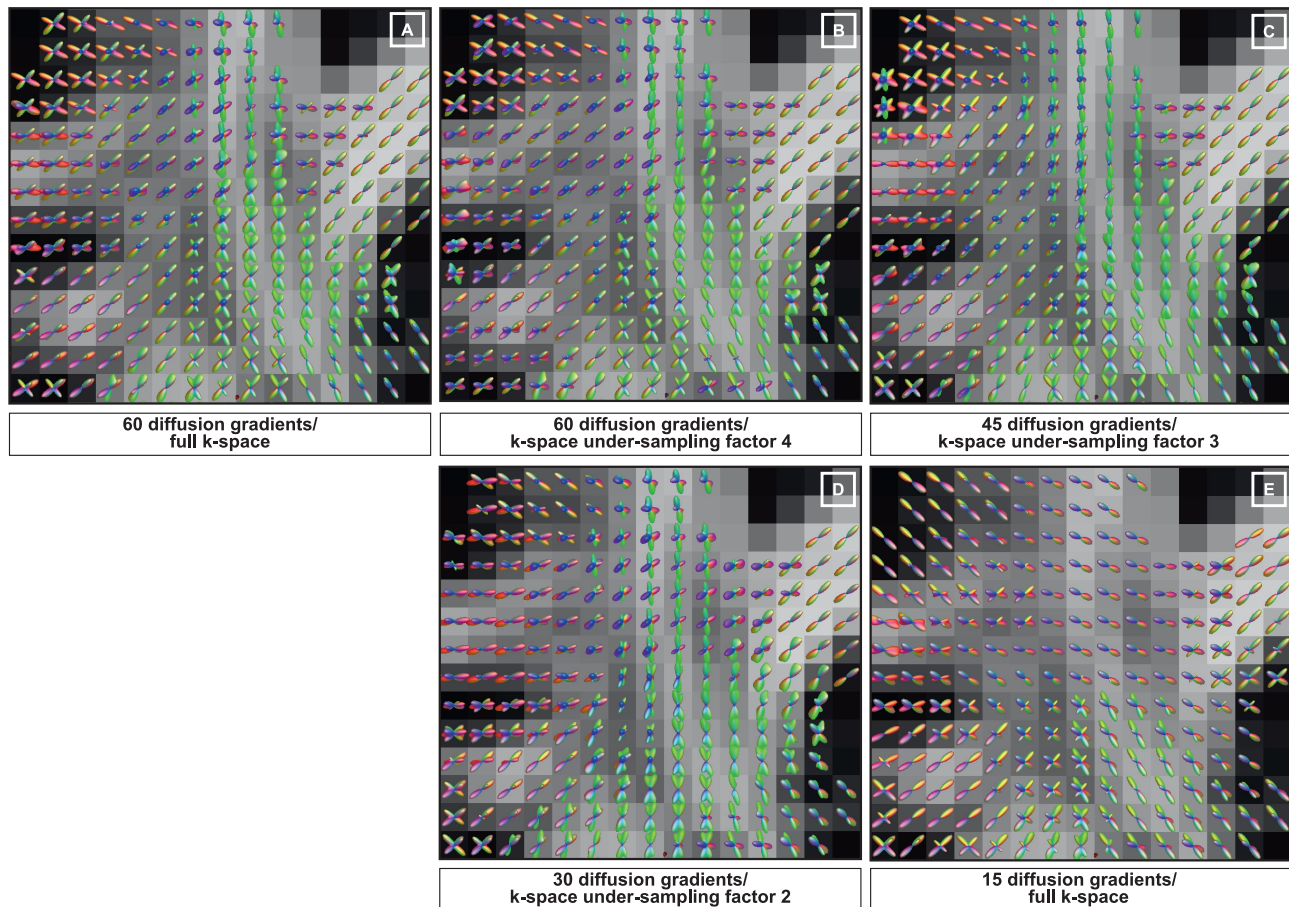 A
B
C
60 diffusion gradients/
full k-space
60 diffusion gradients/
k-space under-sampling factor 4
45 diffusion gradients/
k-space under-sampling factor 3
D
E
30 diffusion gradients/
k-space under-sampling factor 2
15 diffusion gradients/
full k-space